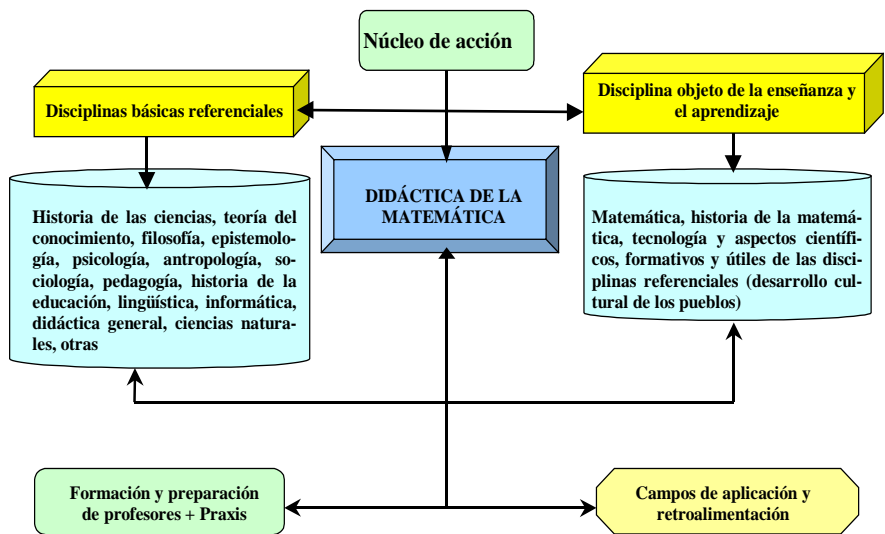 Núcleo de acción
Disciplinas básicas referenciales
Disciplina objeto de la enseñanza y
el aprendizaje
DIDÁCTICA DE LA
MATEMÁTICA
Historia de las ciencias, teoría del
conocimiento, filosofía, epistemolo-
gía, psicología, antropología, so-
ciología, pedagogía, historia de la
educación, lingüística, informática,
didáctica general, ciencias natura-
les, otras
Matemática, historia de la matemá-
tica, tecnología y aspectos científi-
cos, formativos y útiles de las disci-
plinas referenciales (desarrollo cul-
tural de los pueblos)
Formación y preparación
de profesores + Praxis
Campos de aplicación y
retroalimentación